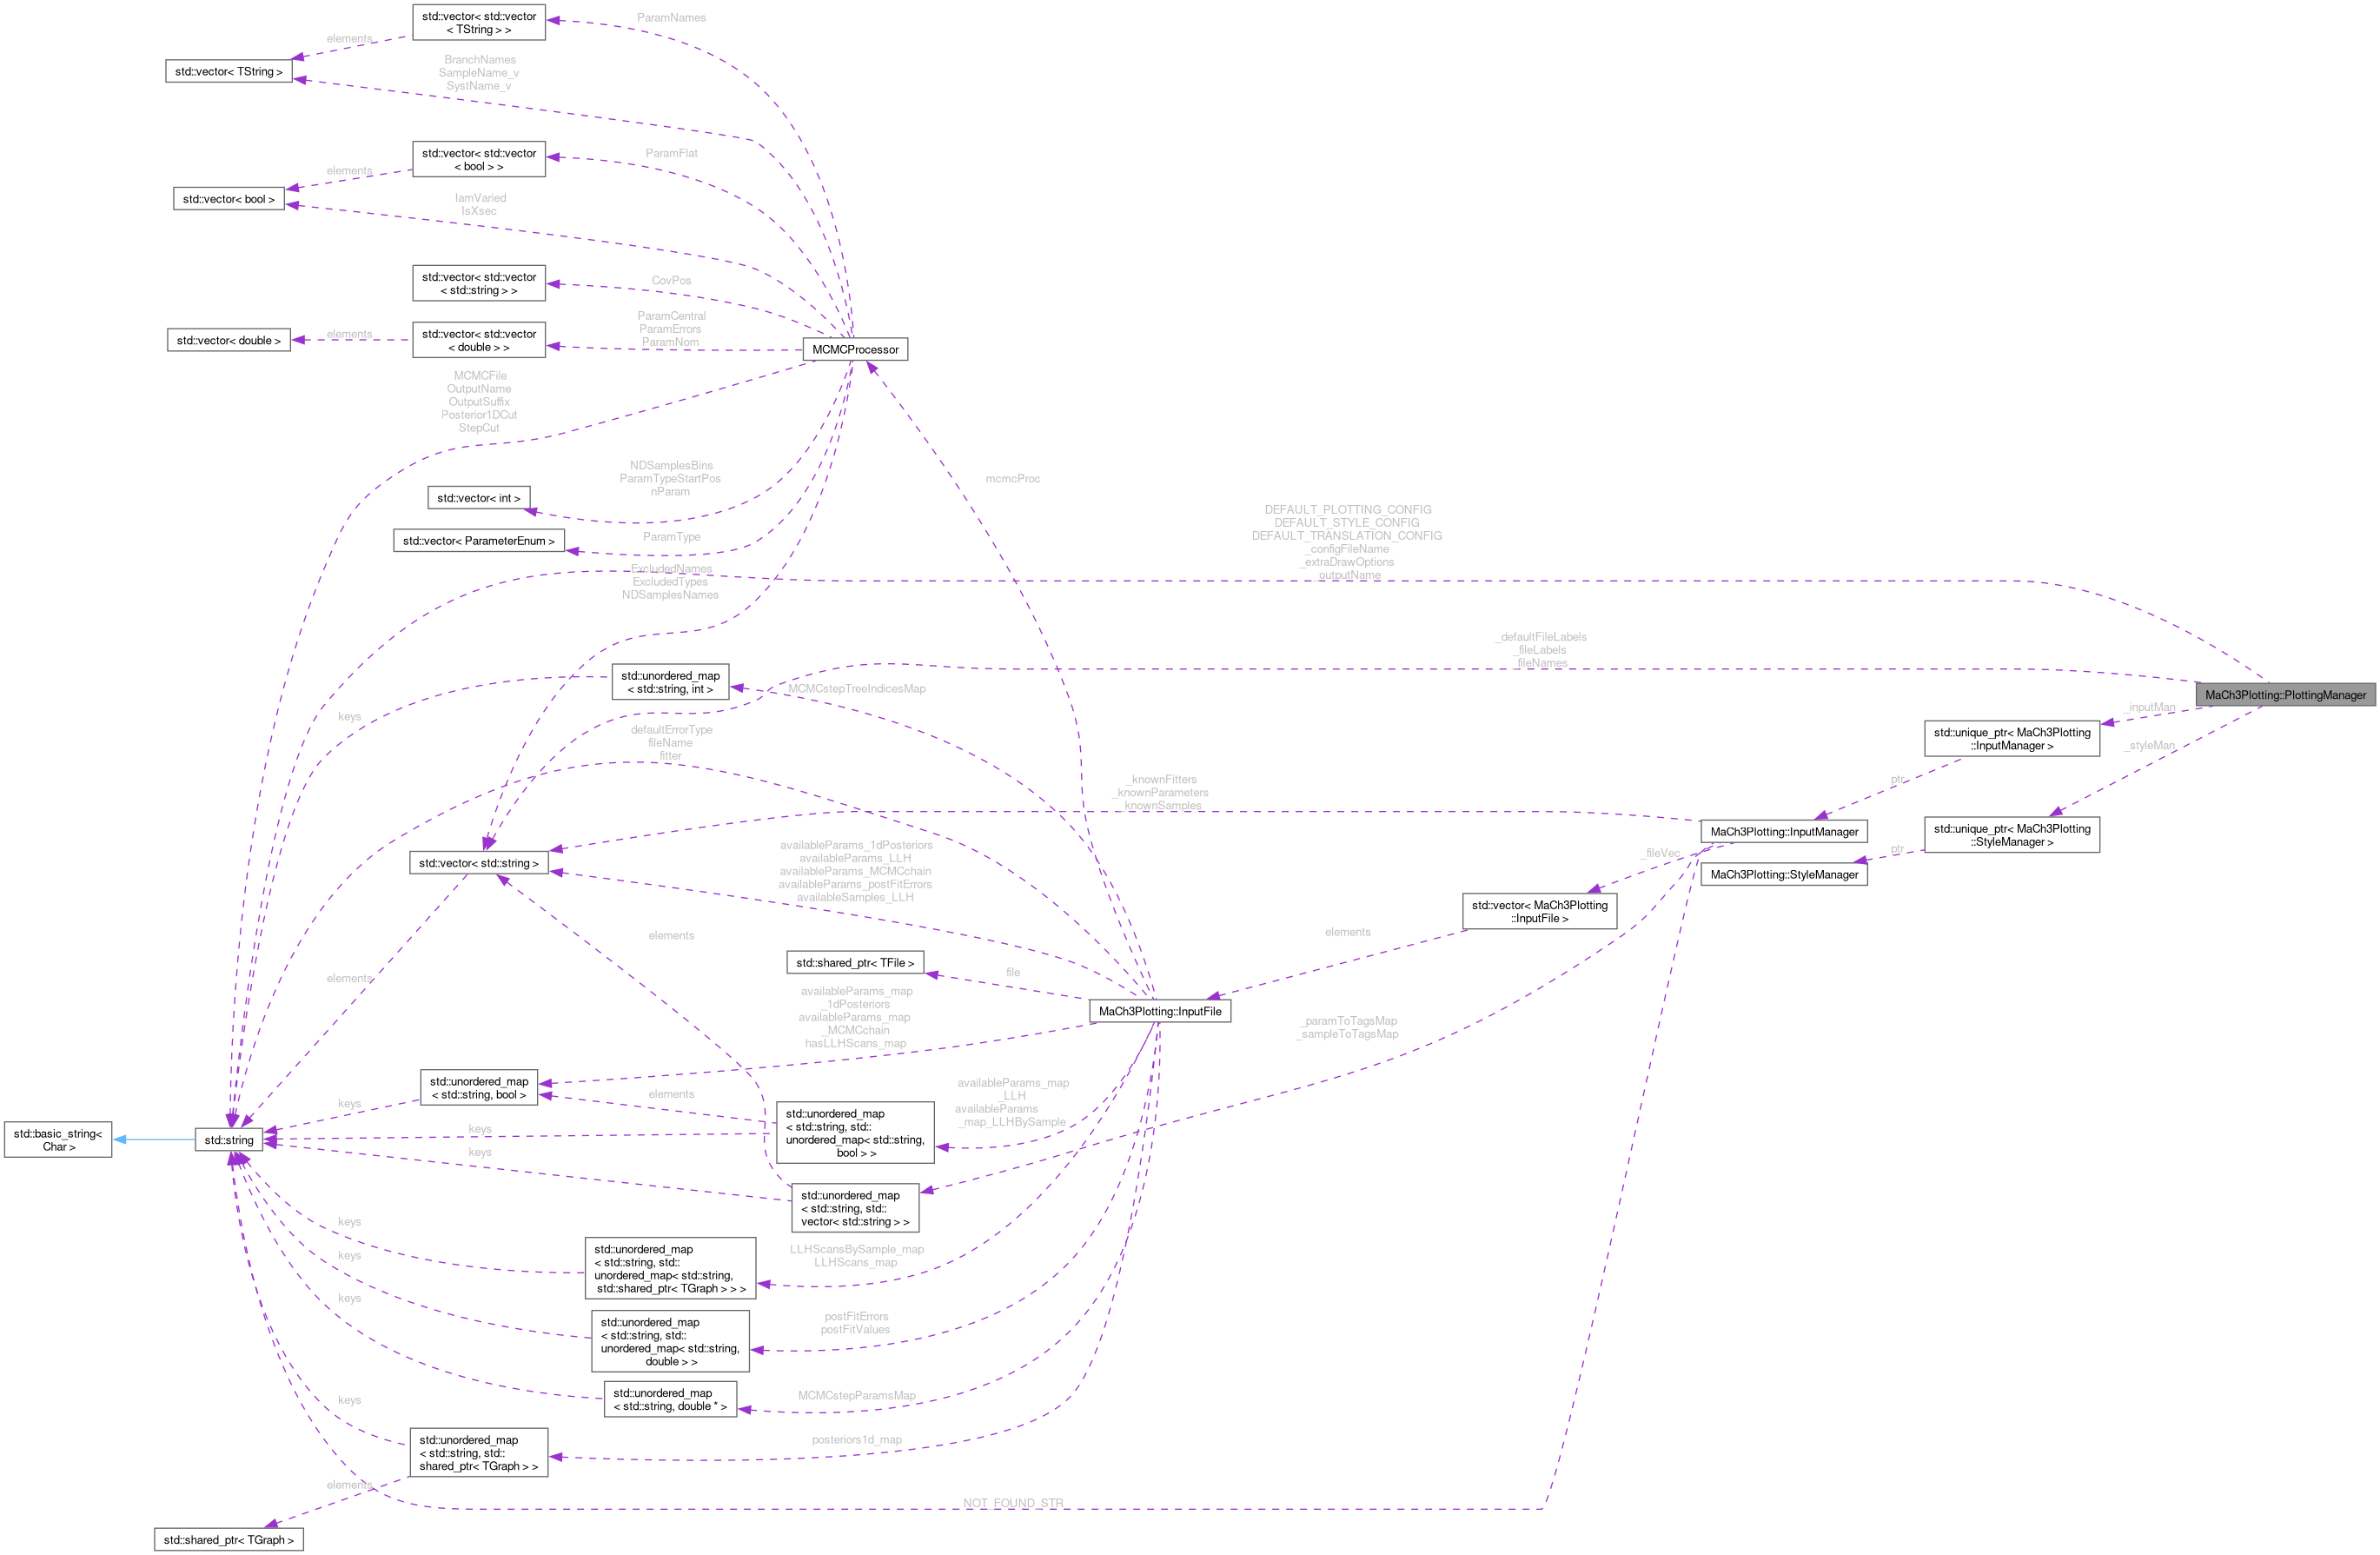 std::vector< std::vector
< TString > >
ParamNames
elements
std::vector< TString >
BranchNames
SampleName_v
SystName_v
std::vector< std::vector
< bool > >
ParamFlat
elements
std::vector< bool >
IamVaried
IsXsec
std::vector< std::vector
< std::string > >
CovPos
std::vector< double >
elements
std::vector< std::vector
< double > >
ParamCentral
ParamErrors
ParamNom
MCMCProcessor
MCMCFile
OutputName
OutputSuffix
Posterior1DCut
StepCut
NDSamplesBins
ParamTypeStartPos
nParam
std::vector< int >
mcmcProc
std::vector< ParameterEnum >
ParamType
DEFAULT_PLOTTING_CONFIG
DEFAULT_STYLE_CONFIG
DEFAULT_TRANSLATION_CONFIG
_configFileName
_extraDrawOptions
_outputName
ExcludedNames
ExcludedTypes
NDSamplesNames
_defaultFileLabels
_fileLabels
_fileNames
std::unordered_map
< std::string, int >
MCMCstepTreeIndicesMap
keys
MaCh3Plotting::PlottingManager
_inputMan
_styleMan
std::unique_ptr< MaCh3Plotting
::InputManager >
defaultErrorType
fileName
fitter
_knownFitters
_knownParameters
_knownSamples
ptr
MaCh3Plotting::InputManager
std::unique_ptr< MaCh3Plotting
::StyleManager >
ptr
MaCh3Plotting::StyleManager
std::vector< std::string >
availableParams_1dPosteriors
availableParams_LLH
availableParams_MCMCchain
availableParams_postFitErrors
availableSamples_LLH
_fileVec
std::vector< MaCh3Plotting
::InputFile >
elements
elements
elements
std::shared_ptr< TFile >
file
MaCh3Plotting::InputFile
availableParams_map
_1dPosteriors
availableParams_map
_MCMCchain
hasLLHScans_map
_paramToTagsMap
_sampleToTagsMap
std::unordered_map
< std::string, bool >
keys
elements
availableParams_map
_LLH
availableParams
_map_LLHBySample
std::basic_string<
Char >
std::string
keys
std::unordered_map
< std::string, std::
unordered_map< std::string,
bool > >
keys
std::unordered_map
< std::string, std::
vector< std::string > >
keys
std::unordered_map
< std::string, std::
unordered_map< std::string,
std::shared_ptr< TGraph > > >
LLHScansBySample_map
LLHScans_map
keys
std::unordered_map
< std::string, std::
unordered_map< std::string,
double > >
postFitErrors
postFitValues
keys
std::unordered_map
< std::string, double * >
MCMCstepParamsMap
keys
std::unordered_map
< std::string, std::
shared_ptr< TGraph > >
posteriors1d_map
elements
NOT_FOUND_STR
std::shared_ptr< TGraph >